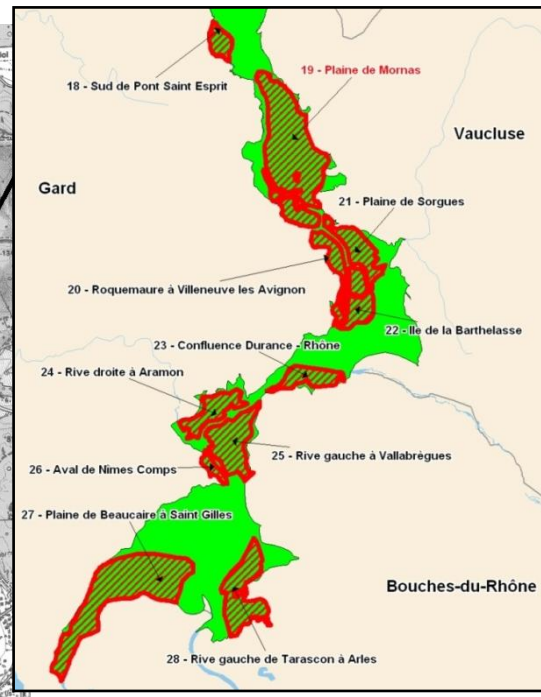 18 - Sud de Pont Saint Esprit
19 - Plaine de Mornas
Vaucluse
Gard
21 - Plaine de Sorgues
20 - Roquemaure à Villeneuve les Avignon
22 - Ile de la Barthelasse
23 - Confluence Durance - Rhône
24 - Rive droite à Aramon
25 - Rive gauche à Vallabrègues
26 - Aval de Nimes Comps
27 - Plaine de Beaucaire à Saint Gilles
Bouches-du-Rhône
28 - Rive gauche de Tarascon à Arles